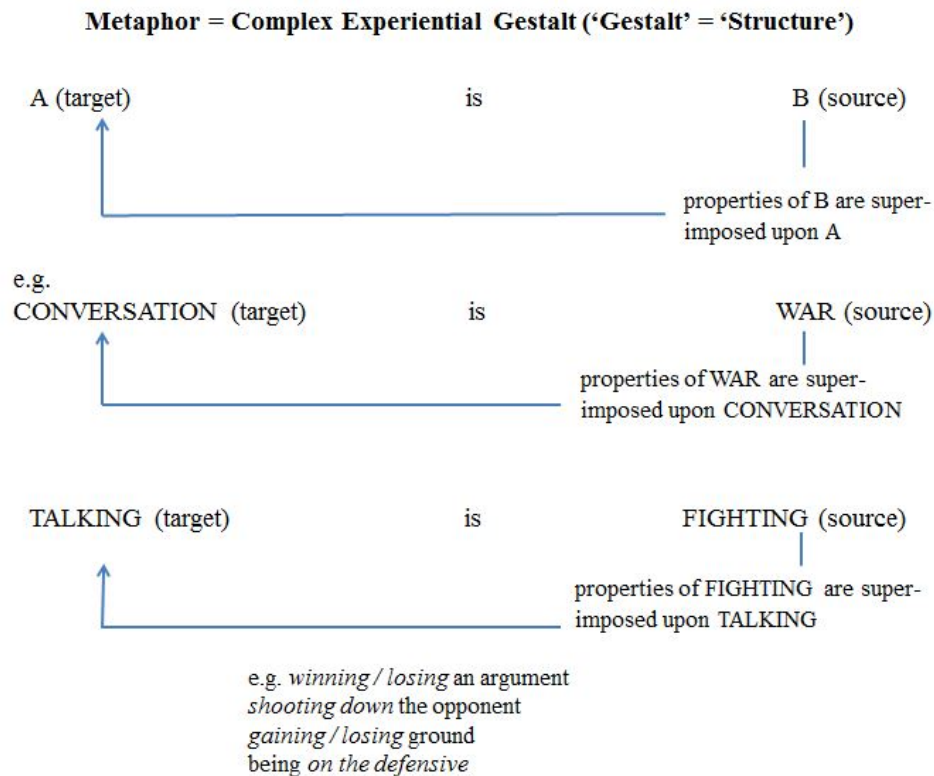 Metaphor = Complex Experiential Gestalt (‘Gestalt’ = ‘Structure’)
A (target) is B (source)
properties of B are super-
imposed upon A
e.g.
CONVERSATION (target) is WAR (source)
properties of WAR are super-
imposed upon CONVERSATION
TALKING (target) is FIGHTING (source)
properties of FIGHTING are super-
imposed upon TALKING
e.g. winning / losing an argument
shooting down the opponent
gaining / losing ground
being on the defensive